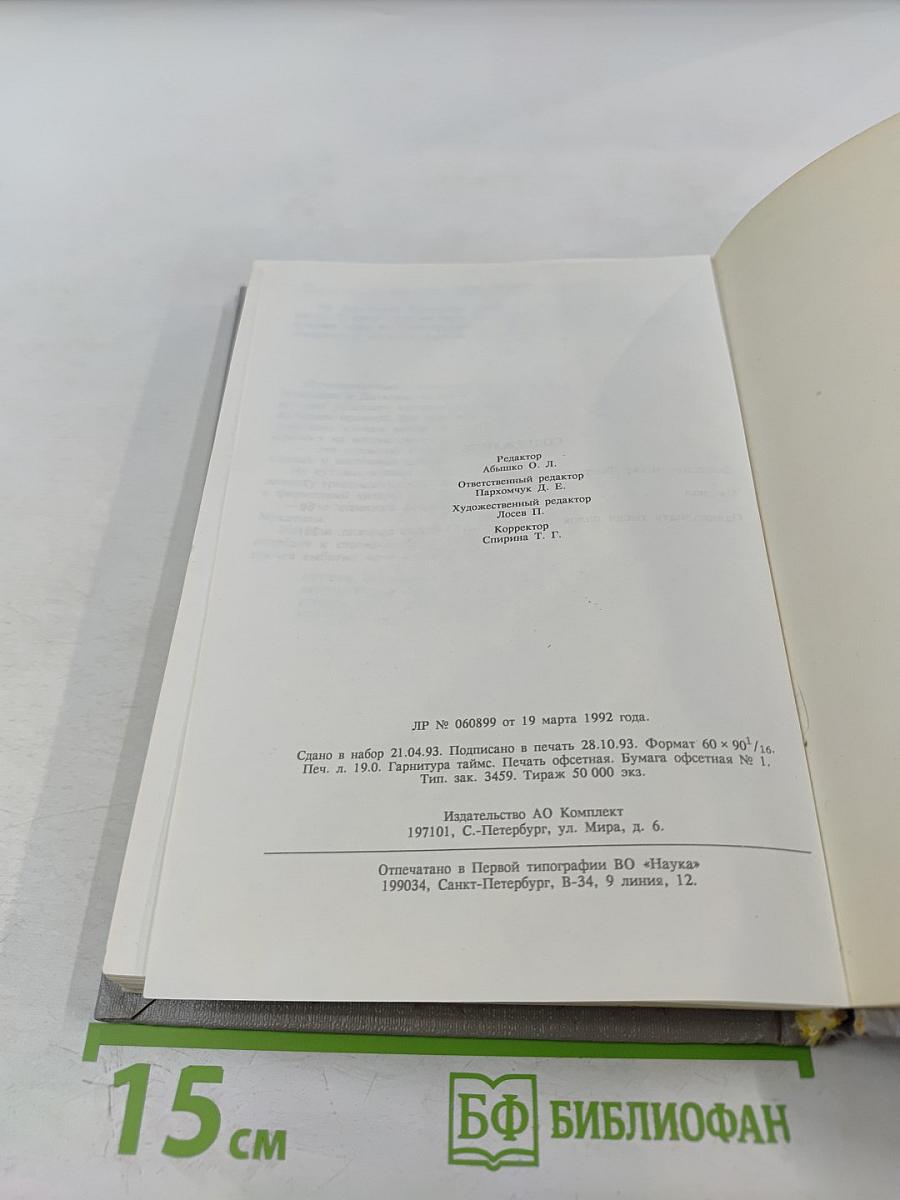 Редактор
Абышко О. Л.
Ответственный редактор
Пархомчук Д. Е.
Художественный редактор
Лосев П.
Корректор
Спирина Т. Г.
ЛР № 060899 от 19 марта 1992 года.
Сдано в набор 21.04.93. Подписано в печать 28.10.93. Формат 60 × 90¹/₁₆.
Печ. л. 19.0. Гарнитура таймс. Печать офсетная. Бумага офсетная № 1.
Тип. зак. 3459. Тираж 50 000 экз.
Издательство АО Комплект
197101, С.-Петербург, ул. Мира, д. 6.
Отпечатано в Первой типографии ВО «Наука»
199034, Санкт-Петербург, В-34, 9 линия, 12.
15 см
БФ БИБЛИОФАН